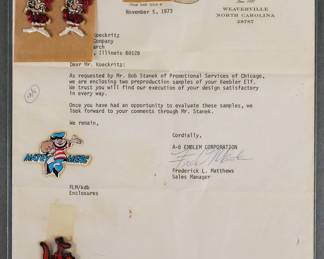 WEAVERVILLE
NORTH CAROLINA
28787
November 5, 1973
Koeckritz
Company
arch
, Illinois 60126
Dear Mr. Koeckritz:
As requested by Mr. Bob Stanek of Promotional Services of Chicago,
we are enclosing two preproduction samples of your Keebler Elf.
We trust you will find our execution of your design satisfactory
in every way.
Once you have had an opportunity to evaluate these samples, we
look forward to your comments through Mr. Stanek.
We remain,
Cordially,
A-B EMBLEM CORPORATION
Frederick L. Matthews
Sales Manager
FLM/kdb
Enclosures